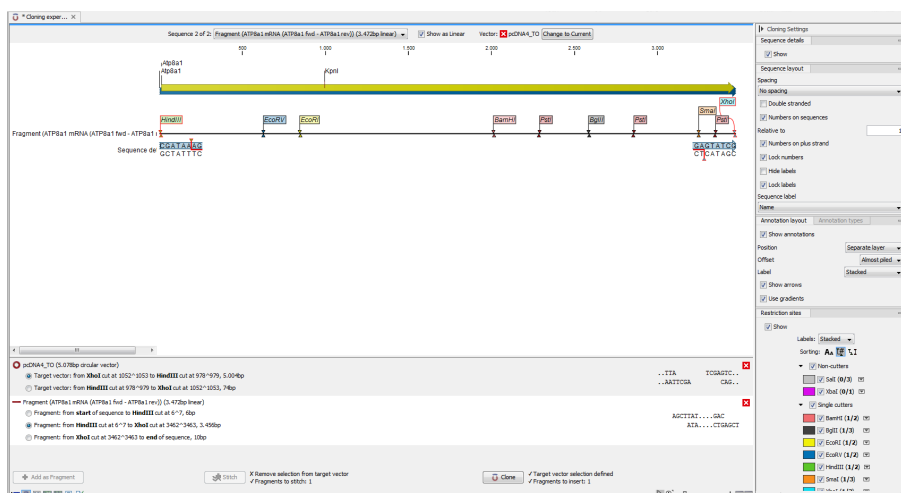 * Cloning exper... X
Sequence 2 of 2: Fragment (ATP8a1 mRNA (ATP8a1 fwd - ATP8a1 rev)) (3.472bp linear) Show as Linear Vector: pcDNA4_TO Change to Current
500 1.000 1.500 2.000 2.500 3.000
Atp8a1
Atp8a1 KpnI
XhoI
SmaI
HindIII EcoRV EcoRI BamHI PstI BglII PstI PstI
Fragment (ATP8a1 mRNA (ATP8a1 fwd - ATP8a1 r
Sequence de
CGATAAAG GAGTATCG
GCTATTTC CTCATAGC
pcDNA4_TO (5.078bp circular vector)
Target vector: from XhoI cut at 1052^1053 to HindIII cut at 978^979, 5.004bp ..TTA TCGAGTC..
Target vector: from HindIII cut at 978^979 to XhoI cut at 1052^1053, 74bp ..AATTCGA CAG..
Fragment (ATP8a1 mRNA (ATP8a1 fwd - ATP8a1 rev)) (3.472bp linear)
Fragment: from start of sequence to HindIII cut at 6^7, 6bp
AGCTTAT....GAC
Fragment: from HindIII cut at 6^7 to XhoI cut at 3462^3463, 3.456bp
ATA....CTGAGCT
Fragment: from XhoI cut at 3462^3463 to end of sequence, 10bp
Add as Fragment Stitch X Remove selection from target vector
✓Fragments to stitch: 1
Clone ✓Target vector selection defined
✓Fragments to insert: 1
Cloning Settings
Sequence details
Show
Sequence layout
Spacing
No spacing
Double stranded
Numbers on sequences
Relative to 1
Numbers on plus strand
Lock numbers
Hide labels
Lock labels
Sequence label
Name
Annotation layout Annotation types
Show annotations
Position Separate layer
Offset Almost piled
Label Stacked
Show arrows
Use gradients
Restriction sites
Show
Labels: Stacked
Sorting:
Non-cutters
SalI (0/3)
XbaI (0/1)
Single cutters
BamHI (1/2)
BglII (1/3)
EcoRI (1/2)
EcoRV (1/2)
HindIII (1/2)
SmaI (1/3)